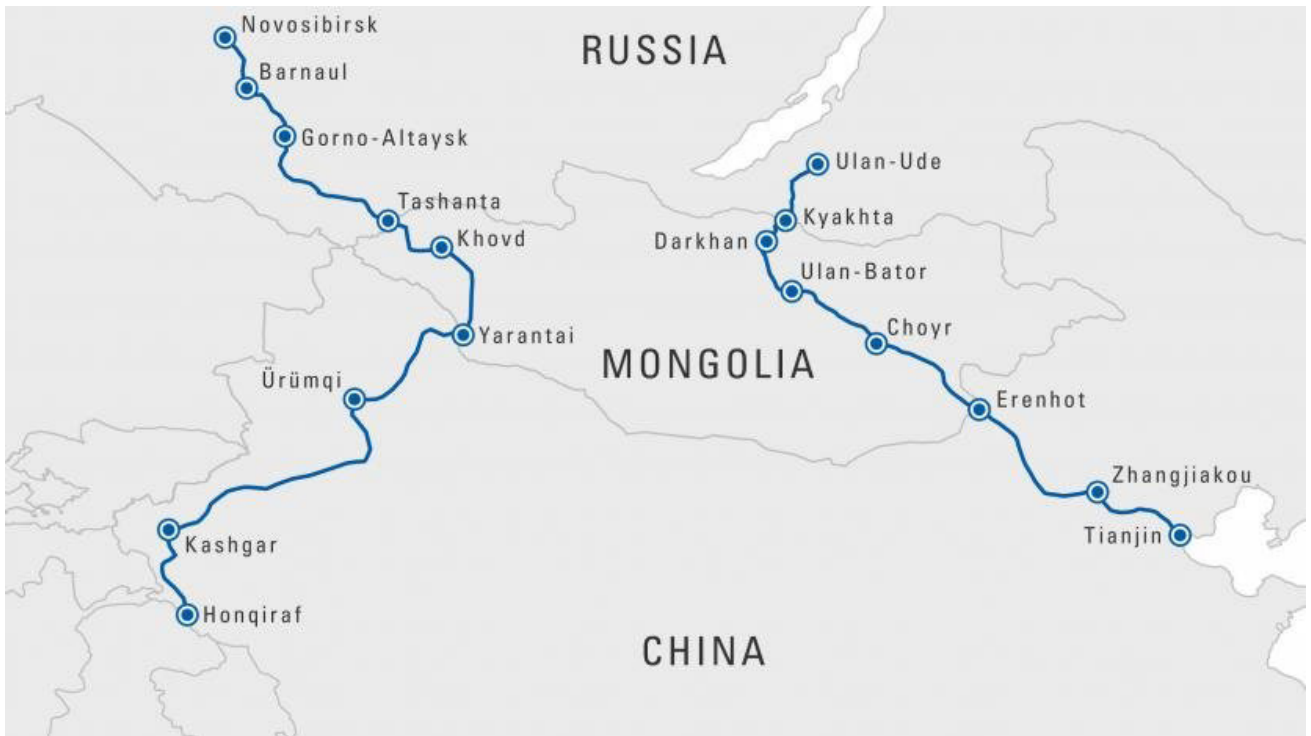 Novosibirsk
RUSSIA
Barnaul
Gorno-Altaysk
Ulan-Ude
Tashanta
Kyakhta
Khovd
Darkhan
Ulan-Bator
Yarantai
Choyr
MONGOLIA
Ürümqi
Erenhot
Zhangjiakou
Tianjin
Kashgar
Honqiraf
CHINA